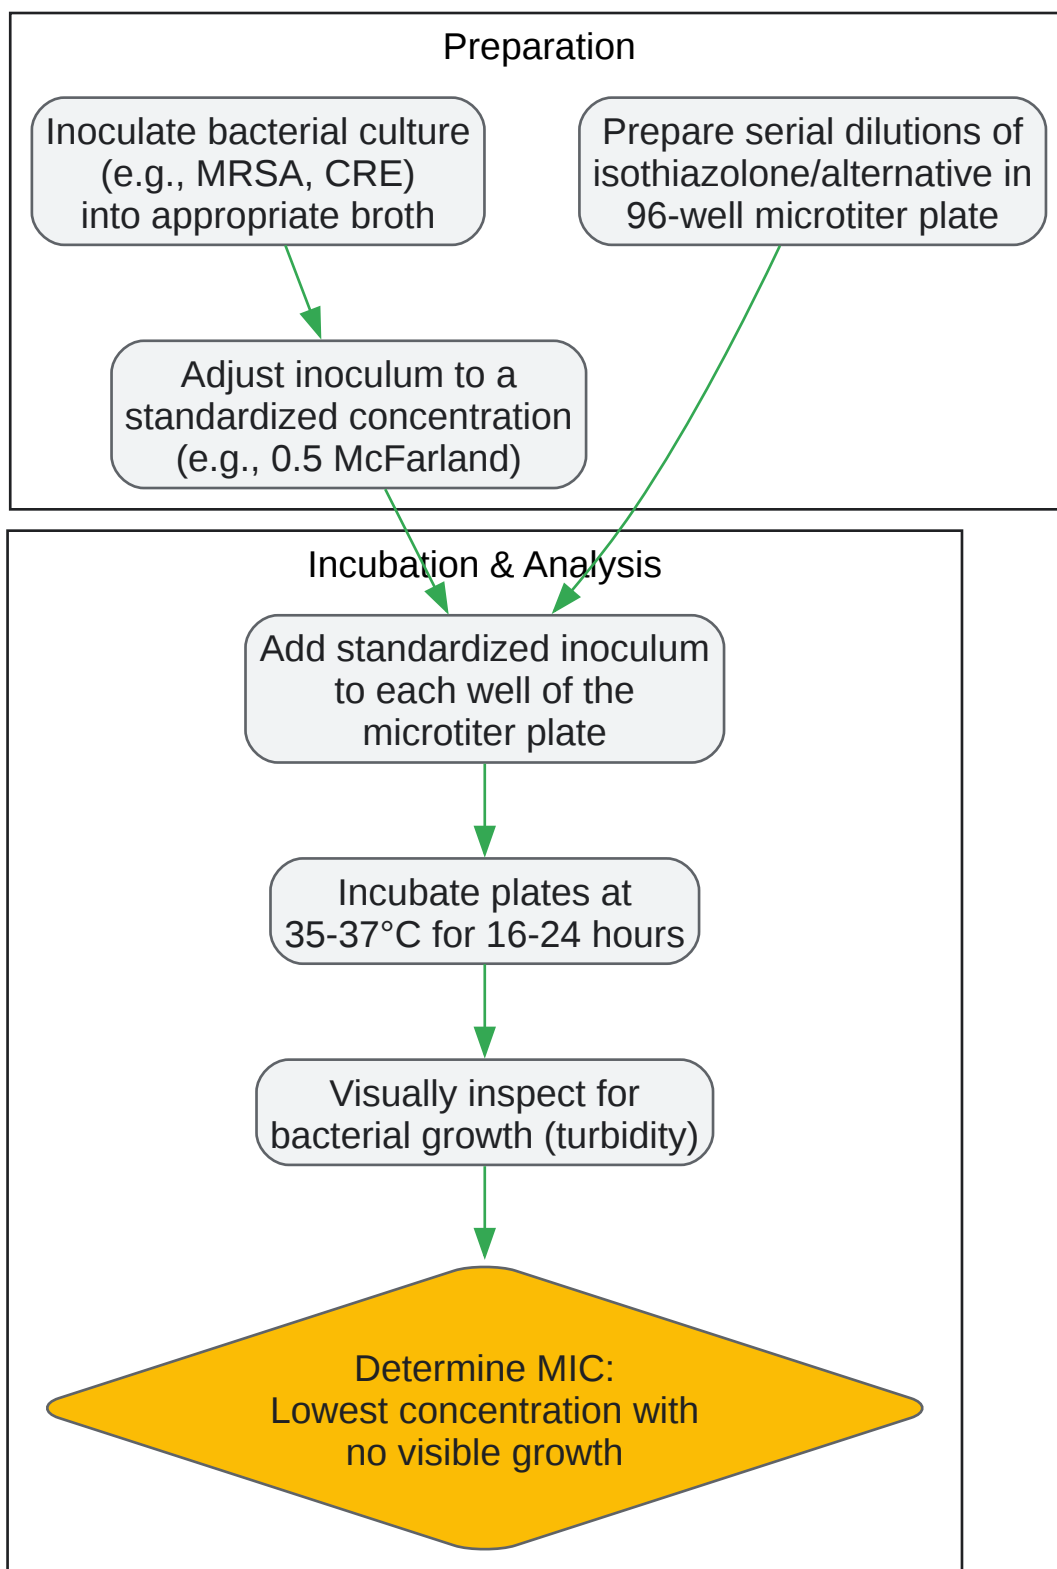 Preparation
Inoculate bacterial culture
(e.g., MRSA, CRE)
into appropriate broth
Prepare serial dilutions of
isothiazolone/alternative in
96-well microtiter plate
Adjust inoculum to a
standardized concentration
(e.g., 0.5 McFarland)
Incubation & Analysis
Add standardized inoculum
to each well of the
microtiter plate
Incubate plates at
35-37°C for 16-24 hours
Visually inspect for
bacterial growth (turbidity)
Determine MIC:
Lowest concentration with
no visible growth